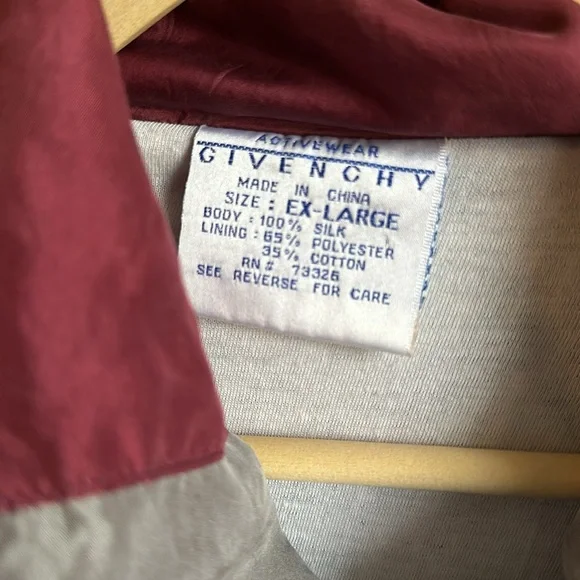 ACTIVEWEAR
GIVENCHY
MADE IN CHINA
SIZE : EX-LARGE
BODY : 100% SILK
LINING : 65% POLYESTER
35% COTTON
RN # 73326
SEE REVERSE FOR CARE